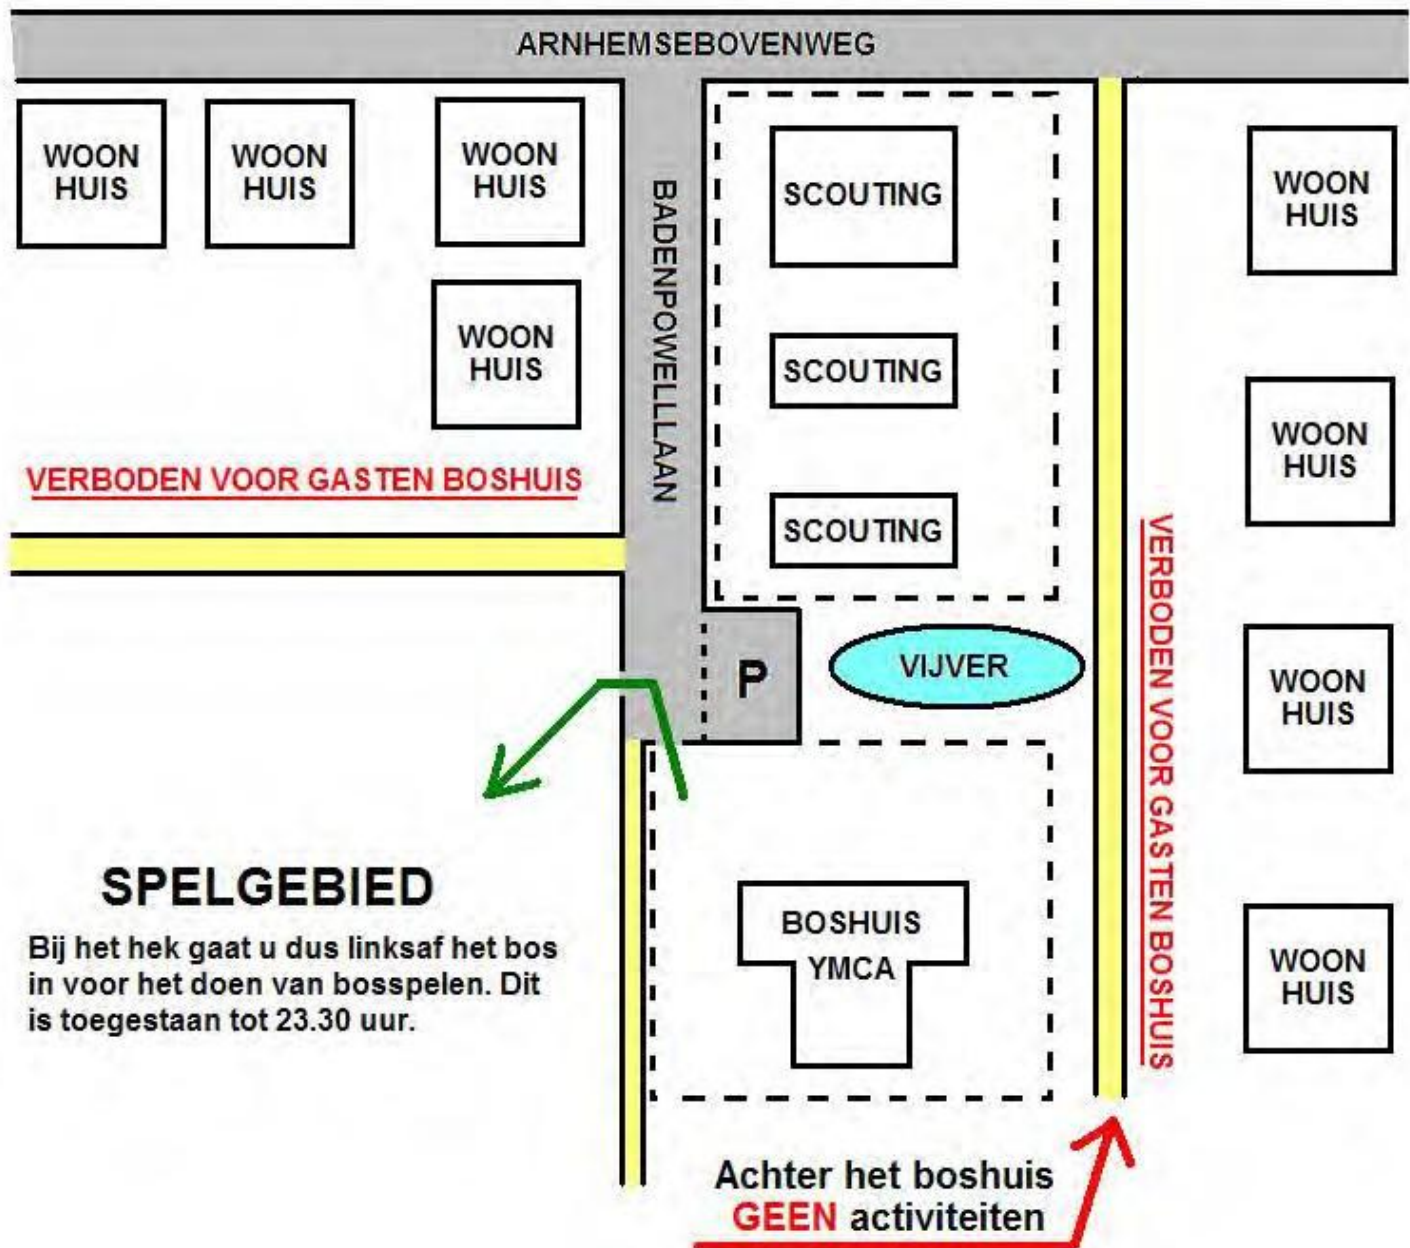 ARNHEMSEBOVENWEG
WOON
HUIS
WOON
HUIS
WOON
HUIS
WOON
HUIS
VERBODEN VOOR GASTEN BOSHUIS
BADENPOWELLLAAN
SCOUTING
SCOUTING
SCOUTING
P
VIJVER
WOON
HUIS
WOON
HUIS
WOON
HUIS
WOON
HUIS
VERBODEN VOOR GASTEN BOSHUIS
SPELGEBIED
Bij het hek gaat u dus linksaf het bos
in voor het doen van bosspelen. Dit
is toegestaan tot 23.30 uur.
BOSHUIS
YMCA
Achter het boshuis
GEEN activiteiten